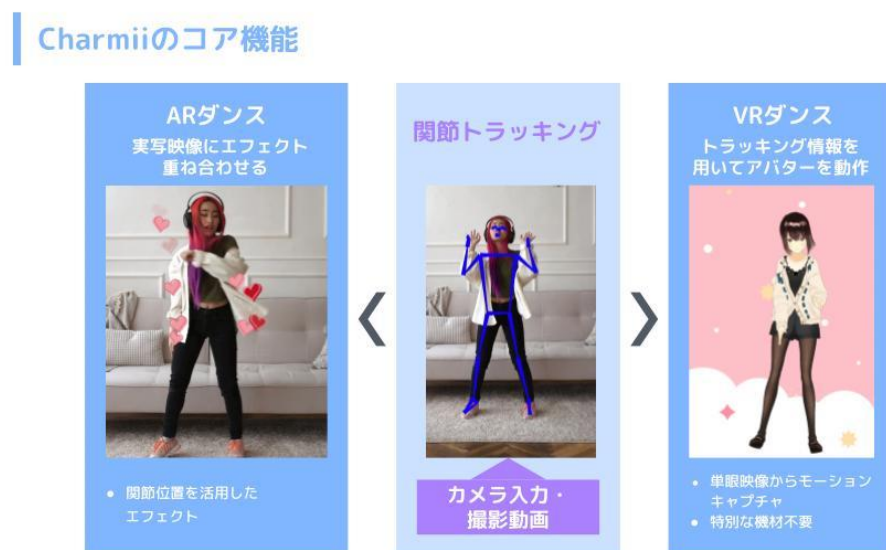 Charmiiのコア機能
ARダンス
実写映像にエフェクト
重ね合わせる
● 関節位置を活用した
エフェクト
関節トラッキング
カメラ入力・
撮影動画
VRダンス
トラッキング情報を
用いてアバターを動作
● 単眼映像からモーション
キャプチャ
● 特別な機材不要